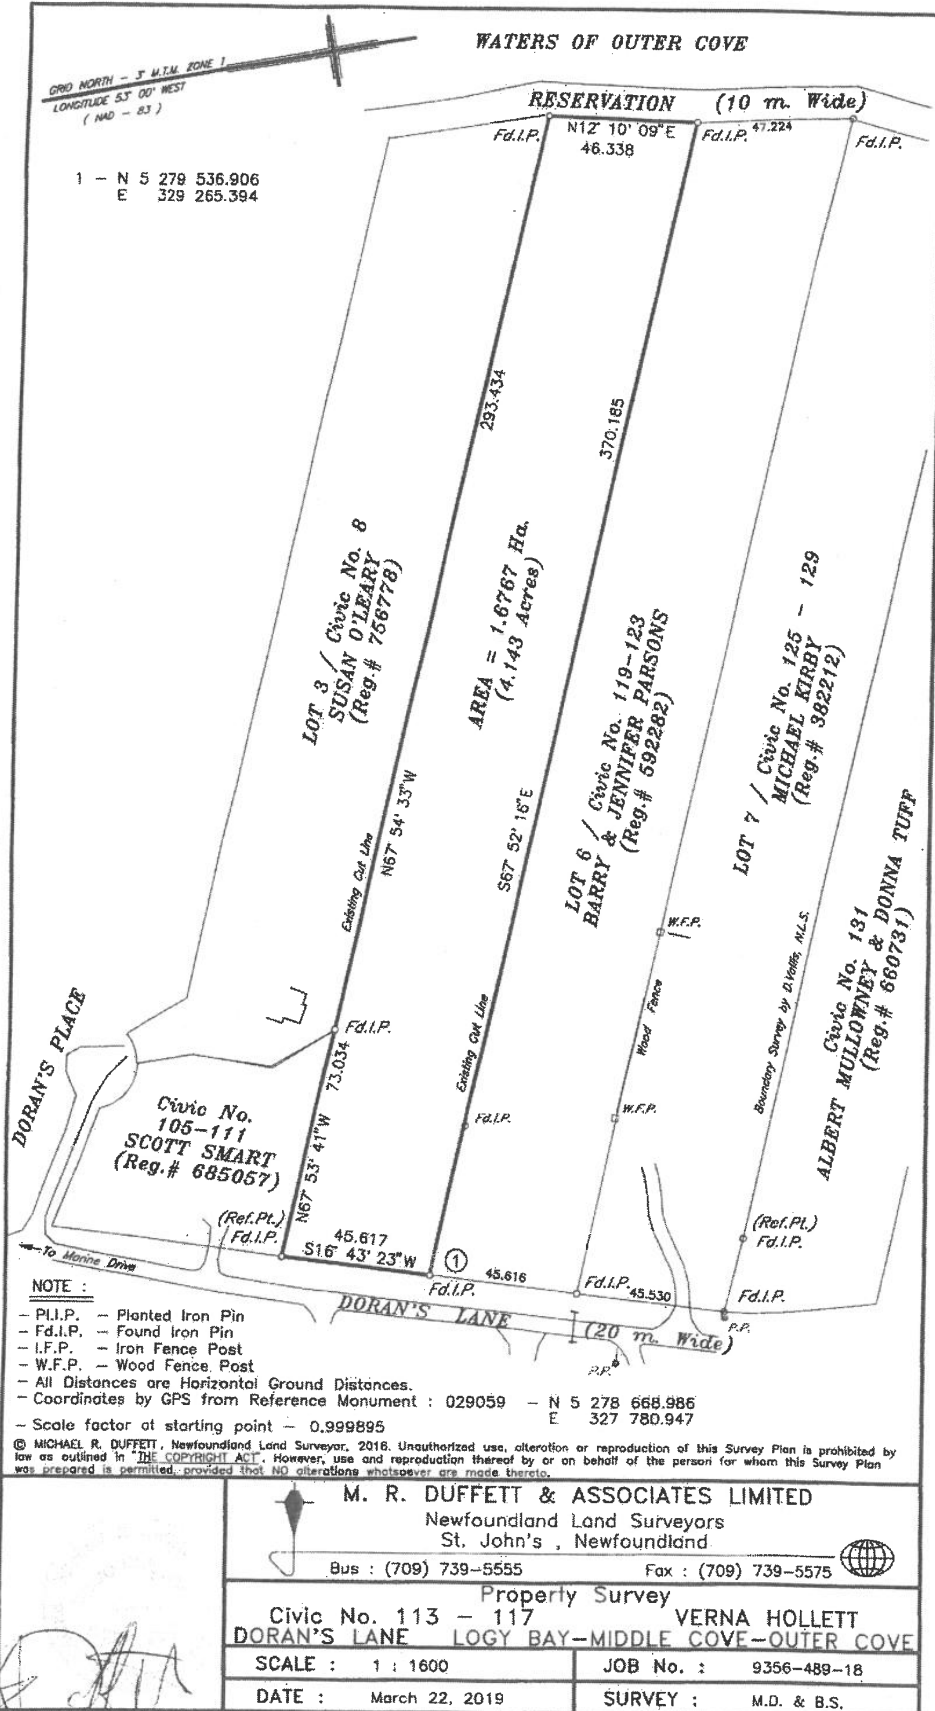 WATERS OF OUTER COVE
GRID NORTH - 3° M.T.M. ZONE 1
LONGITUDE 53° 00' WEST
( NAD - 83 )
RESERVATION (10 m. Wide)
Fd.I.P.
N12° 10' 09"E
46.338
Fd.I.P.
47.224
Fd.I.P.
1 - N 5 279 536.906
E 329 265.394
293.434
370.185
LOT 3 / Civic No. 8
SUSAN O'LEARY
(Reg.# 756778)
AREA = 1.6767 Ha.
(4.143 Acres)
LOT 6 / Civic No. 119-123
BARRY & JENNIFER PARSONS
(Reg.# 592282)
LOT 7 / Civic No. 125 - 129
MICHAEL KIRBY
(Reg.# 382212)
Civic No. 131
ALBERT MULLOWNEY & DONNA TUFF
(Reg.# 660731)
Existing Cut Line
N67° 54' 33"W
S67° 52' 16"E
W.F.P.
Wood Fence
Boundary Survey by D.Vallis, N.L.S.
Existing Cut Line
Fd.I.P.
73.034
N67° 53' 41"W
Fd.I.P.
W.F.P.
DORAN'S PLACE
Civic No.
105-111
SCOTT SMART
(Reg.# 685057)
(Ref.Pt.)
Fd.I.P.
45.617
S16° 43' 23"W
1
Fd.I.P.
45.616
Fd.I.P.
45.530
(Ref.Pt.)
Fd.I.P.
Fd.I.P.
P.P.
To Marine Drive
DORAN'S LANE (20 m. Wide)
P.P.
NOTE :
- Pl.I.P. - Planted Iron Pin
- Fd.I.P. - Found Iron Pin
- I.F.P. - Iron Fence Post
- W.F.P. - Wood Fence Post
- All Distances are Horizontal Ground Distances.
- Coordinates by GPS from Reference Monument : 029059 - N 5 278 668.986
E 327 780.947
- Scale factor at starting point - 0.999895
© MICHAEL R. DUFFETT, Newfoundland Land Surveyor, 2016. Unauthorized use, alteration or reproduction of this Survey Plan is prohibited by
law as outlined in "THE COPYRIGHT ACT". However, use and reproduction thereof by or on behalf of the person for whom this Survey Plan
was prepared is permitted, provided that NO alterations whatsoever are made thereto.
M. R. DUFFETT & ASSOCIATES LIMITED
Newfoundland Land Surveyors
St. John's , Newfoundland
Bus : (709) 739-5555 Fax : (709) 739-5575
Property Survey
Civic No. 113 - 117 VERNA HOLLETT
DORAN'S LANE LOGY BAY-MIDDLE COVE-OUTER COVE
SCALE : 1 : 1600 JOB No. : 9356-489-18
DATE : March 22, 2019 SURVEY : M.D. & B.S.